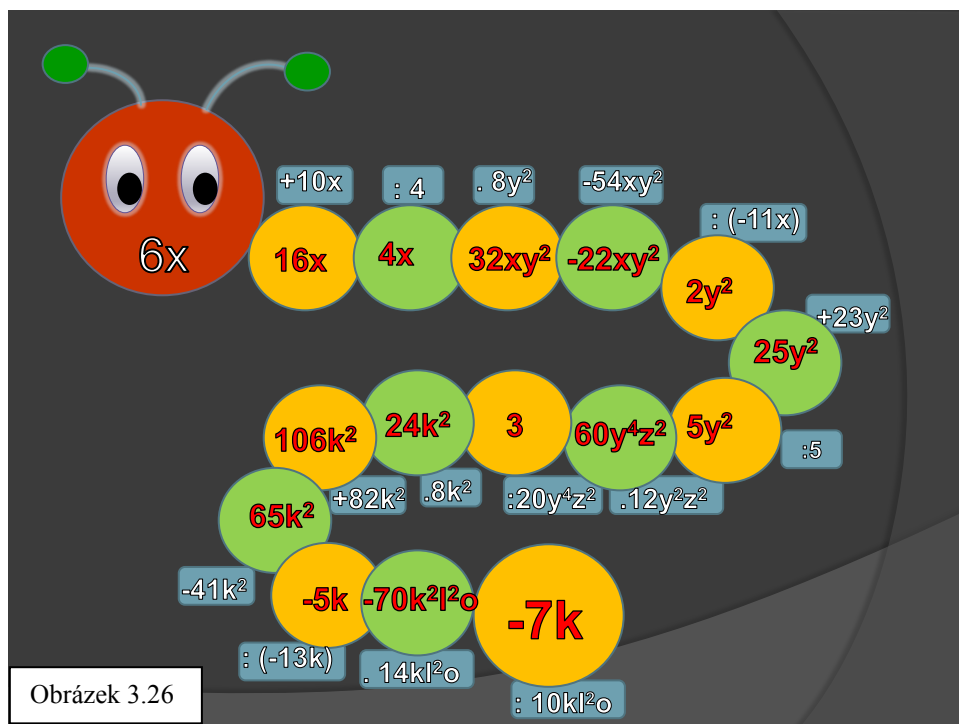 6x
+10x
16x
: 4
4x
. 8y²
32xy²
-54xy²
-22xy²
: (-11x)
2y²
+23y²
25y²
:5
5y²
.12y²z²
60y⁴z²
:20y⁴z²
3
.8k²
24k²
+82k²
106k²
-41k²
65k²
: (-13k)
-5k
. 14kl²o
-70k²l²o
: 10kl²o
-7k
Obrázek 3.26